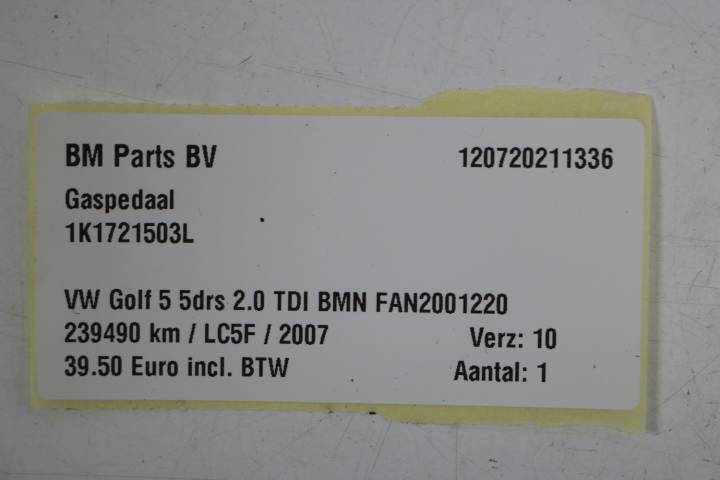 BM Parts BV 120720211336
Gaspedaal
1K1721503L
VW Golf 5 5drs 2.0 TDI BMN FAN2001220
239490 km / LC5F / 2007 Verz: 10
39.50 Euro incl. BTW Aantal: 1